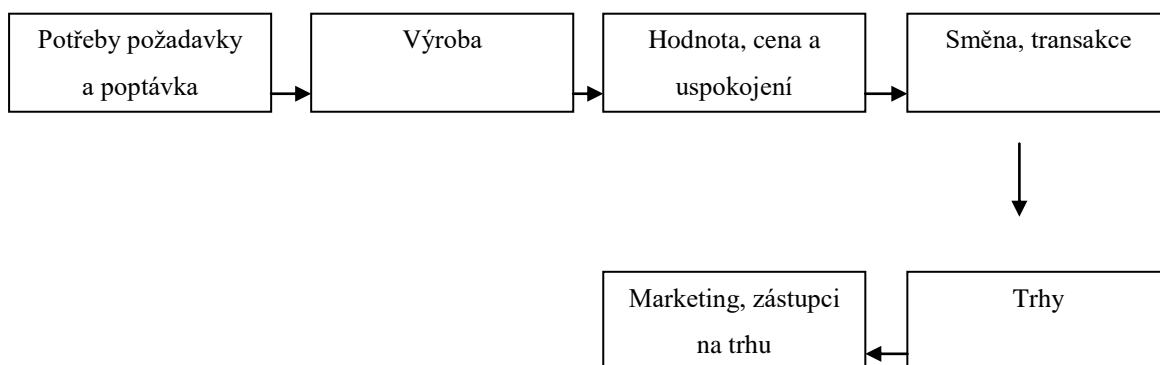 Potřeby požadavky
a poptávka
Výroba
Hodnota, cena a
uspokojení
Směna, transakce
Marketing, zástupci
na trhu
Trhy